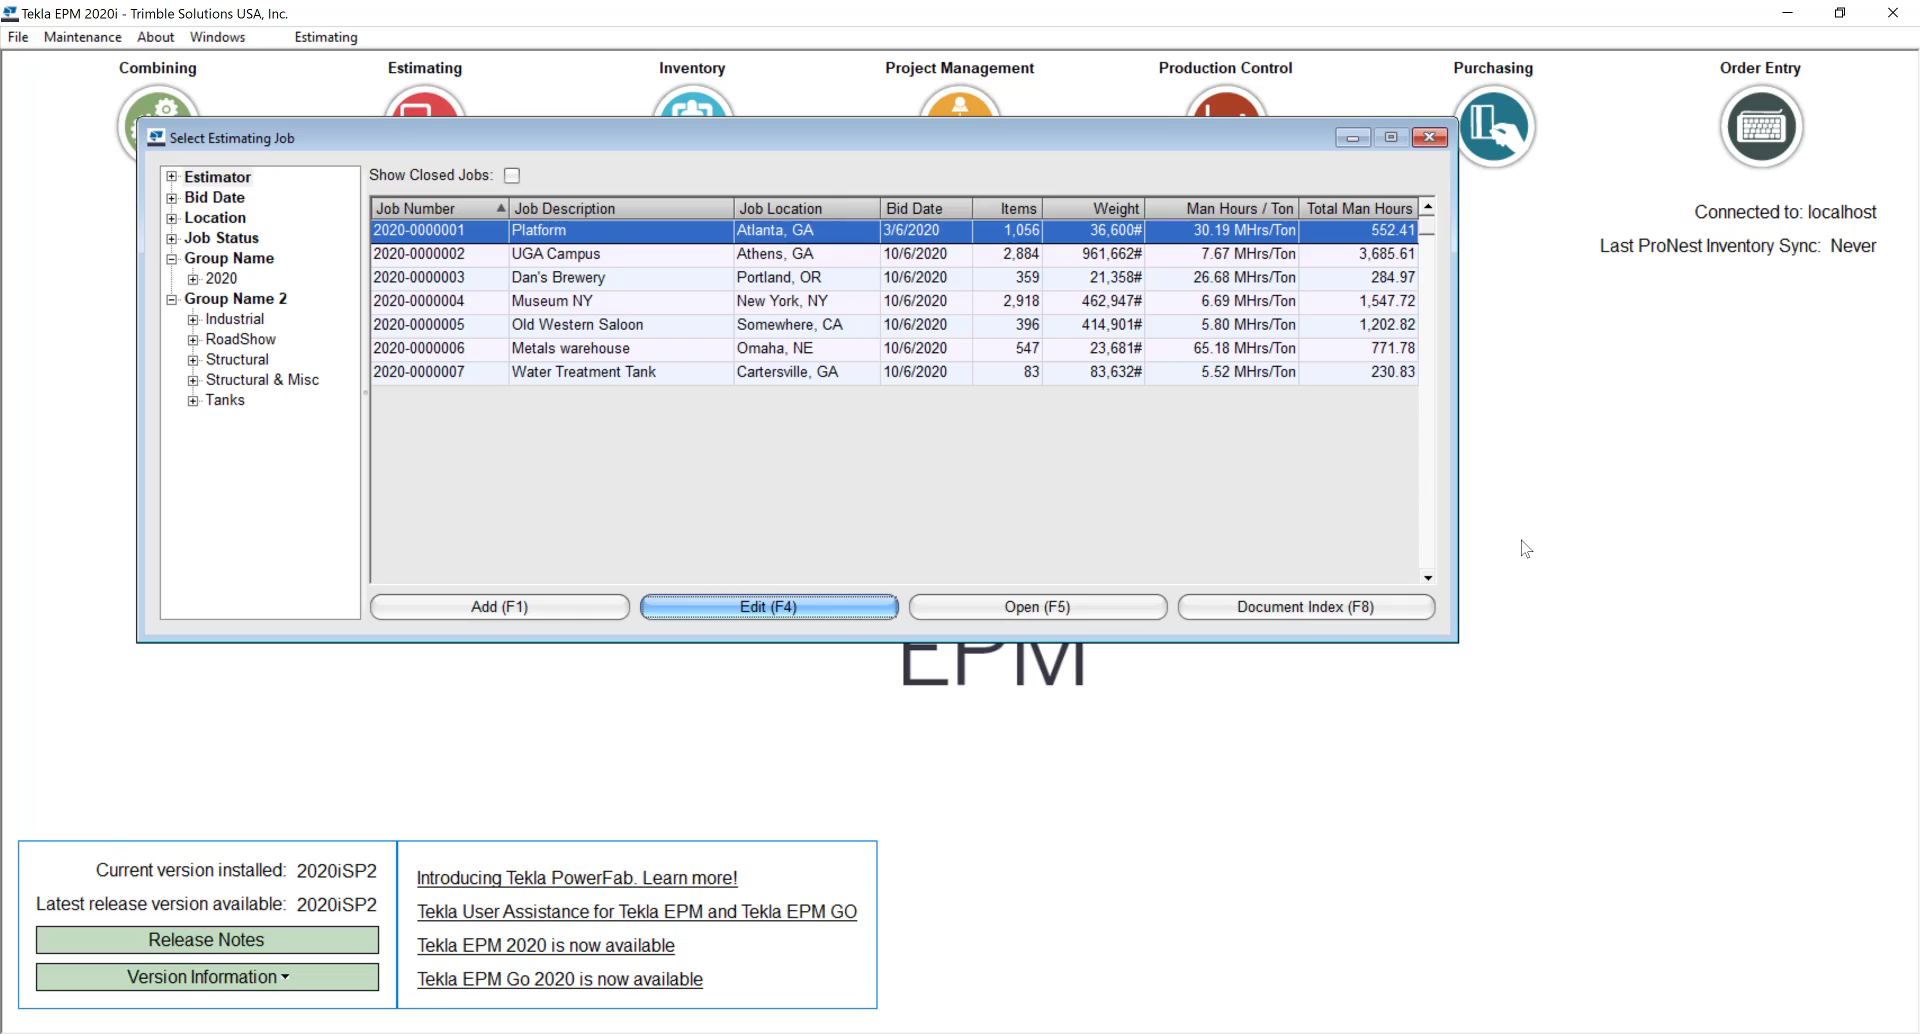 Tekla EPM 2020i - Trimble Solutions USA, Inc.
File Maintenance About Windows Estimating
Combining Estimating Inventory Project Management Production Control Purchasing Order Entry
Select Estimating Job
Estimator
Bid Date
Location
Job Status
Group Name
2020
Group Name 2
Industrial
RoadShow
Structural
Structural & Misc
Tanks
Show Closed Jobs:
Job Number Job Description Job Location Bid Date Items Weight Man Hours / Ton Total Man Hours
2020-0000001 Platform Atlanta, GA 3/6/2020 1,056 36,600# 30.19 MHrs/Ton 552.41
2020-0000002 UGA Campus Athens, GA 10/6/2020 2,884 961,662# 7.67 MHrs/Ton 3,685.61
2020-0000003 Dan's Brewery Portland, OR 10/6/2020 359 21,358# 26.68 MHrs/Ton 284.97
2020-0000004 Museum NY New York, NY 10/6/2020 2,918 462,947# 6.69 MHrs/Ton 1,547.72
2020-0000005 Old Western Saloon Somewhere, CA 10/6/2020 396 414,901# 5.80 MHrs/Ton 1,202.82
2020-0000006 Metals warehouse Omaha, NE 10/6/2020 547 23,681# 65.18 MHrs/Ton 771.78
2020-0000007 Water Treatment Tank Cartersville, GA 10/6/2020 83 83,632# 5.52 MHrs/Ton 230.83
Add (F1) Edit (F4) Open (F5) Document Index (F8)
Connected to: localhost
Last ProNest Inventory Sync: Never
EPM
Current version installed: 2020iSP2
Latest release version available: 2020iSP2
Release Notes
Version Information
Introducing Tekla PowerFab. Learn more!
Tekla User Assistance for Tekla EPM and Tekla EPM GO
Tekla EPM 2020 is now available
Tekla EPM Go 2020 is now available